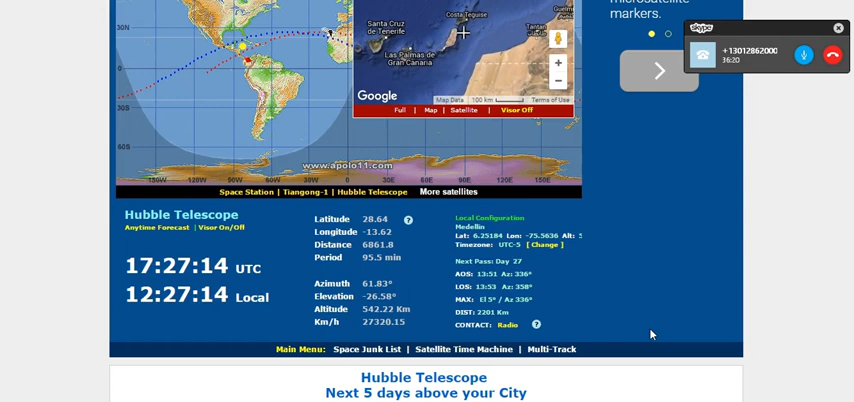 microsatellite
markers.
skype
+13012862000
36:20
30N
0
30S
60S
150W
90W
60W
30W
0
30E
60E
90E
120E
150E
www.apolo11.com
Santa Cruz
de Tenerife
Costa Teguise
Las Palmas de
Gran Canaria
Guelmim
Tan-Tan
Google
Map Data 100 km Terms of Use
Full | Map | Satellite | Visor Off
Space Station | Tiangong-1 | Hubble Telescope More satellites
Hubble Telescope
Anytime Forecast | Visor On/Off
17:27:14 UTC
12:27:14 Local
Latitude 28.64 ?
Longitude -13.62
Distance 6861.8
Period 95.5 min
Azimuth 61.83°
Elevation -26.58°
Altitude 542.22 Km
Km/h 27320.15
Local Configuration
Medellin
Lat: 6.25184 Lon: -75.5636 Alt: 5
Timezone: UTC-5 [ Change ]
Next Pass: Day 27
AOS: 13:51 Az: 336°
LOS: 13:53 Az: 358°
MAX: El 5° / Az 336°
DIST: 2201 Km
CONTACT: Radio ?
Main Menu: Space Junk List | Satellite Time Machine | Multi-Track
Hubble Telescope
Next 5 days above your City